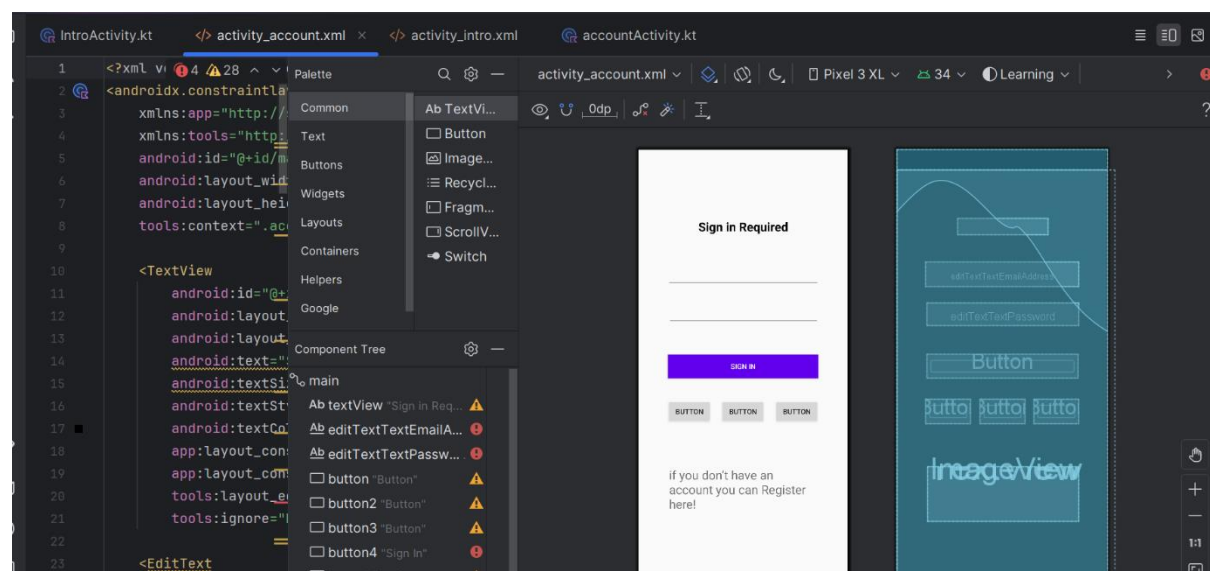 IntroActivity.kt
activity_account.xml
activity_intro.xml
accountActivity.kt
1 <?xml v
4 28
2 <androidx.constraintla
3 xmlns:app="http:/
4 xmlns:tools="http:
5 android:id="@+id/m
6 android:layout_wid
7 android:layout_hei
8 tools:context=".acc
9
10 <TextView
11 android:id="@+
12 android:layout_
13 android:layout_
14 android:text="
15 android:textSi
16 android:textSt
17 android:textCo
18 app:layout_con
19 app:layout_con
20 tools:layout_e
21 tools:ignore="
22
23 <EditText
Palette
Common
Text
Buttons
Widgets
Layouts
Containers
Helpers
Google
Ab TextVi...
Button
Image...
Recycl...
Fragm...
ScrollV...
Switch
Component Tree
main
Ab textView "Sign in Req...
Ab editTextTextEmailA...
Ab editTextTextPassw...
button "Button"
button2 "Button"
button3 "Button"
button4 "Sign In"
activity_account.xml
Pixel 3 XL
34
Learning
0dp
?
Sign in Required
SIGN IN
BUTTON BUTTON BUTTON
if you don't have an
account you can Register
here!
editTextTextEmailAddress
editTextTextPassword
Button
Button Button Button
ImageView
1:1